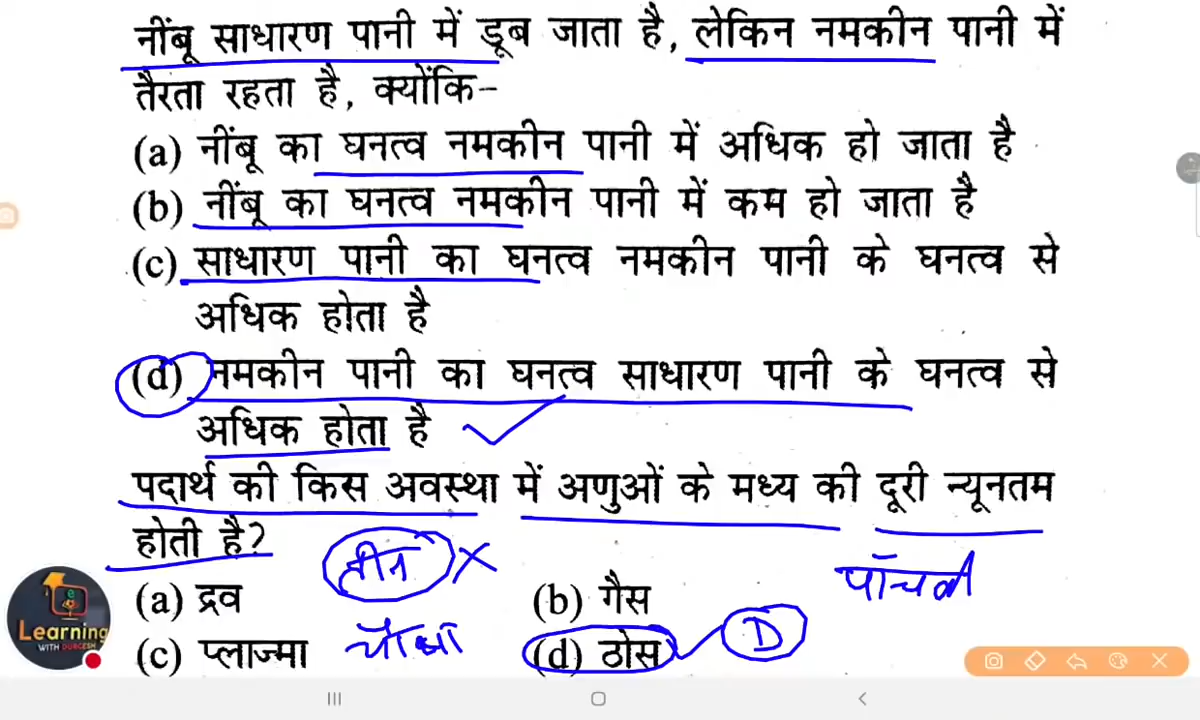 नींबू साधारण पानी में डूब जाता है, लेकिन नमकीन पानी में
तैरता रहता है, क्योंकि–
(a) नींबू का घनत्व नमकीन पानी में अधिक हो जाता है
(b) नींबू का घनत्व नमकीन पानी में कम हो जाता है
(c) साधारण पानी का घनत्व नमकीन पानी के घनत्व से
अधिक होता है
(d) नमकीन पानी का घनत्व साधारण पानी के घनत्व से
अधिक होता है
पदार्थ की किस अवस्था में अणुओं के मध्य की दूरी न्यूनतम
होती है?
तीन
(a) द्रव (b) गैस
(c) प्लाज्मा चौथा (d) ठोस D
Learning
WITH DURGESH